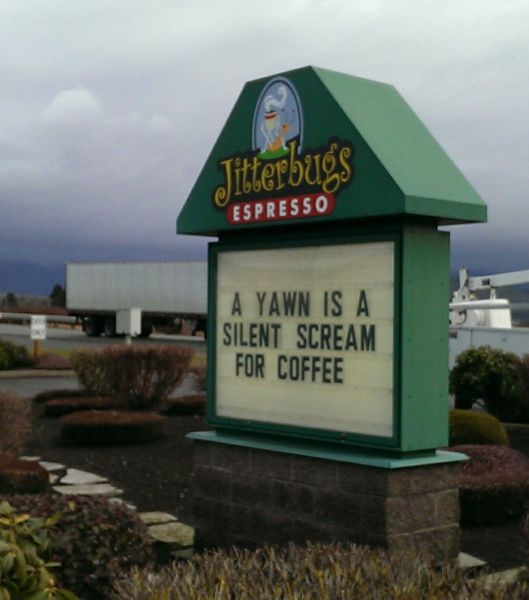 Jitterbugs
ESPRESSO
A YAWN IS A
SILENT SCREAM
FOR COFFEE